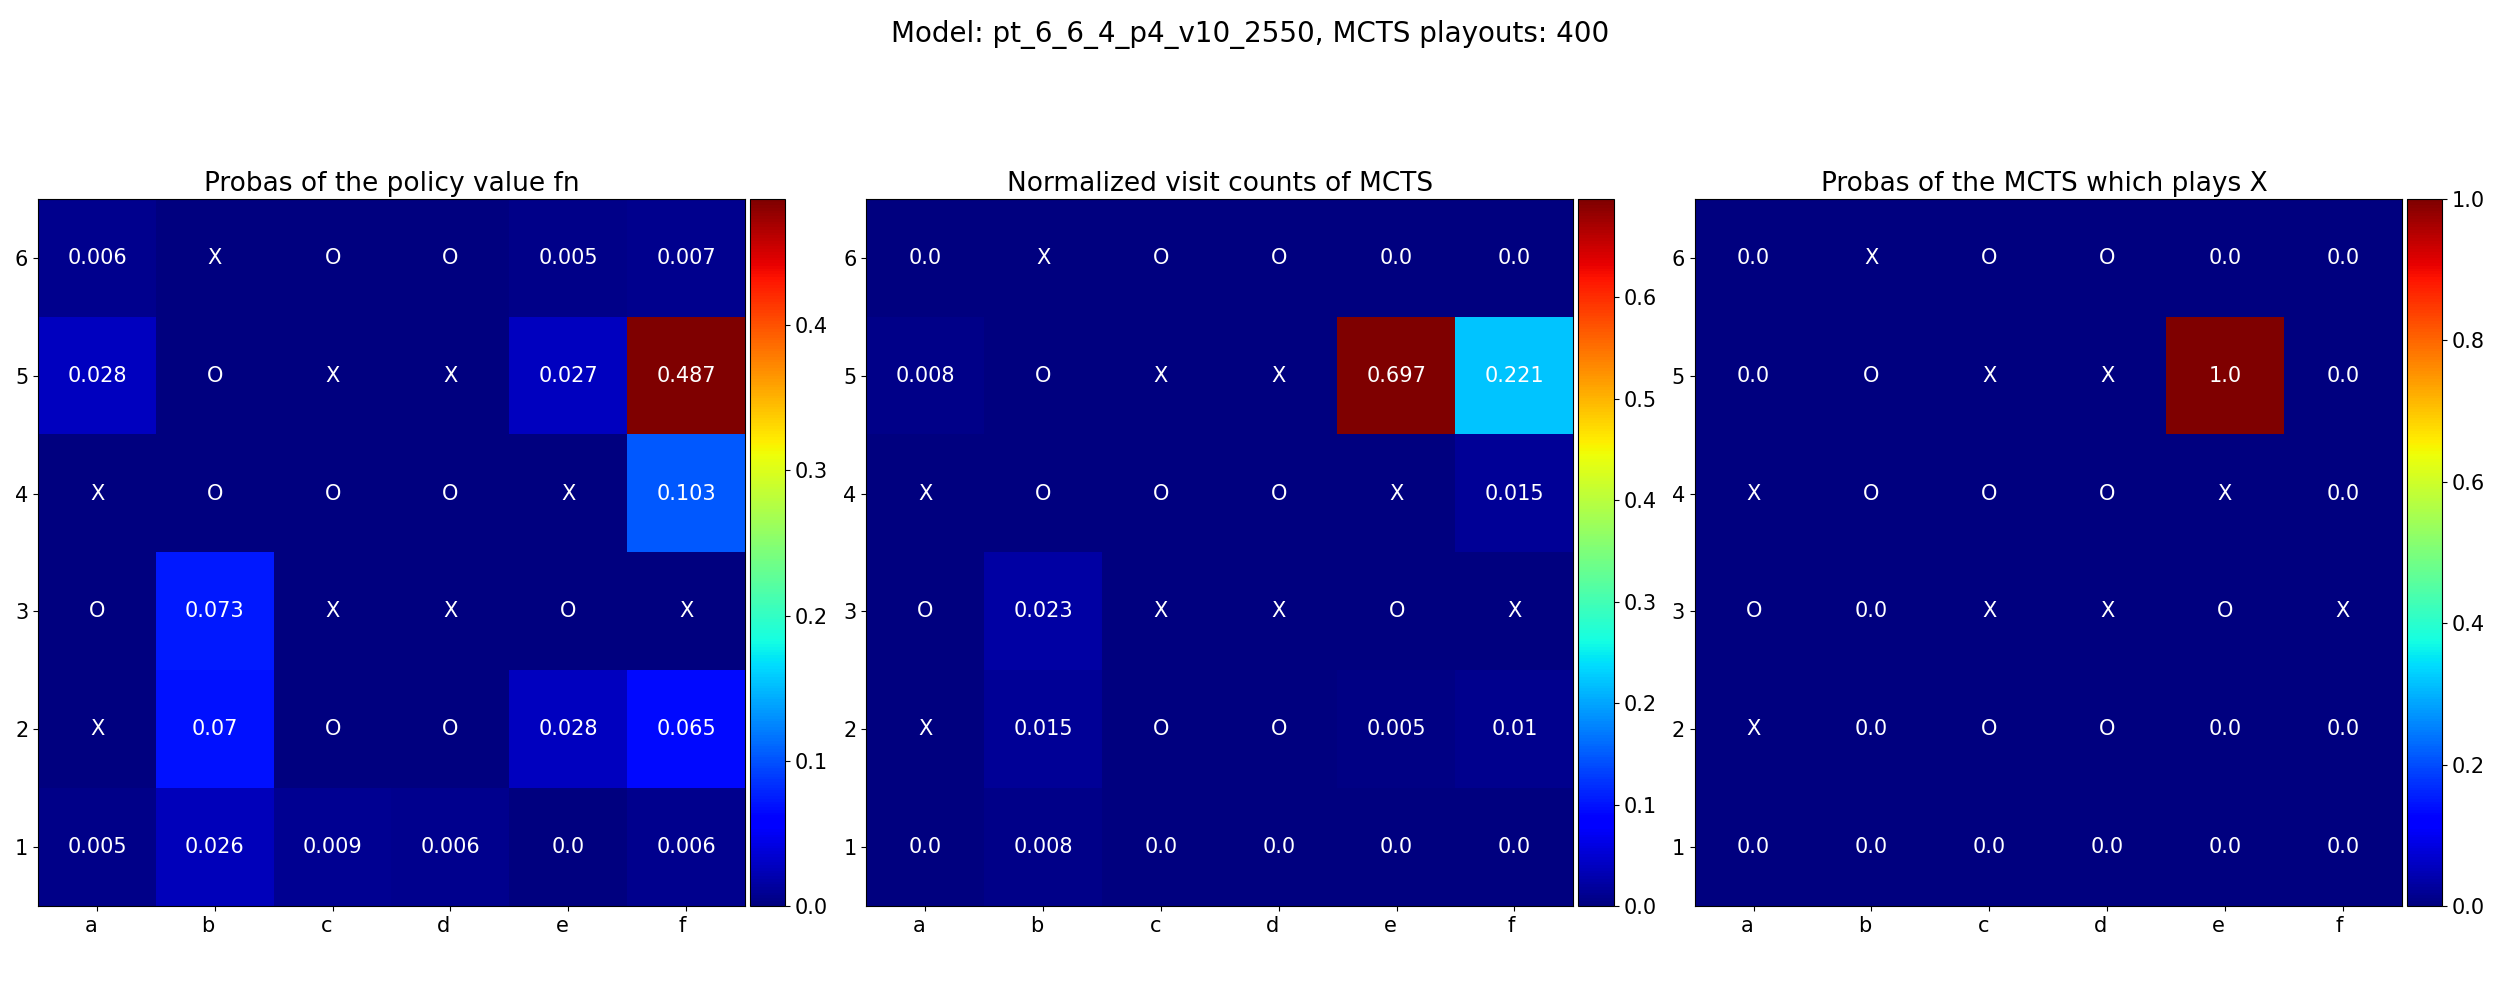 Model: pt_6_6_4_p4_v10_2550, MCTS playouts: 400
Probas of the policy value fn
6 0.006 X O O 0.005 0.007
5 0.028 O X X 0.027 0.487
4 X O O O X 0.103
3 O 0.073 X X O X
2 X 0.07 O O 0.028 0.065
1 0.005 0.026 0.009 0.006 0.0 0.006
a b c d e f
0.4
0.3
0.2
0.1
0.0
Normalized visit counts of MCTS
6 0.0 X O O 0.0 0.0
5 0.008 O X X 0.697 0.221
4 X O O O X 0.015
3 O 0.023 X X O X
2 X 0.015 O O 0.005 0.01
1 0.0 0.008 0.0 0.0 0.0 0.0
a b c d e f
0.6
0.5
0.4
0.3
0.2
0.1
0.0
Probas of the MCTS which plays X
6 0.0 X O O 0.0 0.0
5 0.0 O X X 1.0 0.0
4 X O O O X 0.0
3 O 0.0 X X O X
2 X 0.0 O O 0.0 0.0
1 0.0 0.0 0.0 0.0 0.0 0.0
a b c d e f
1.0
0.8
0.6
0.4
0.2
0.0